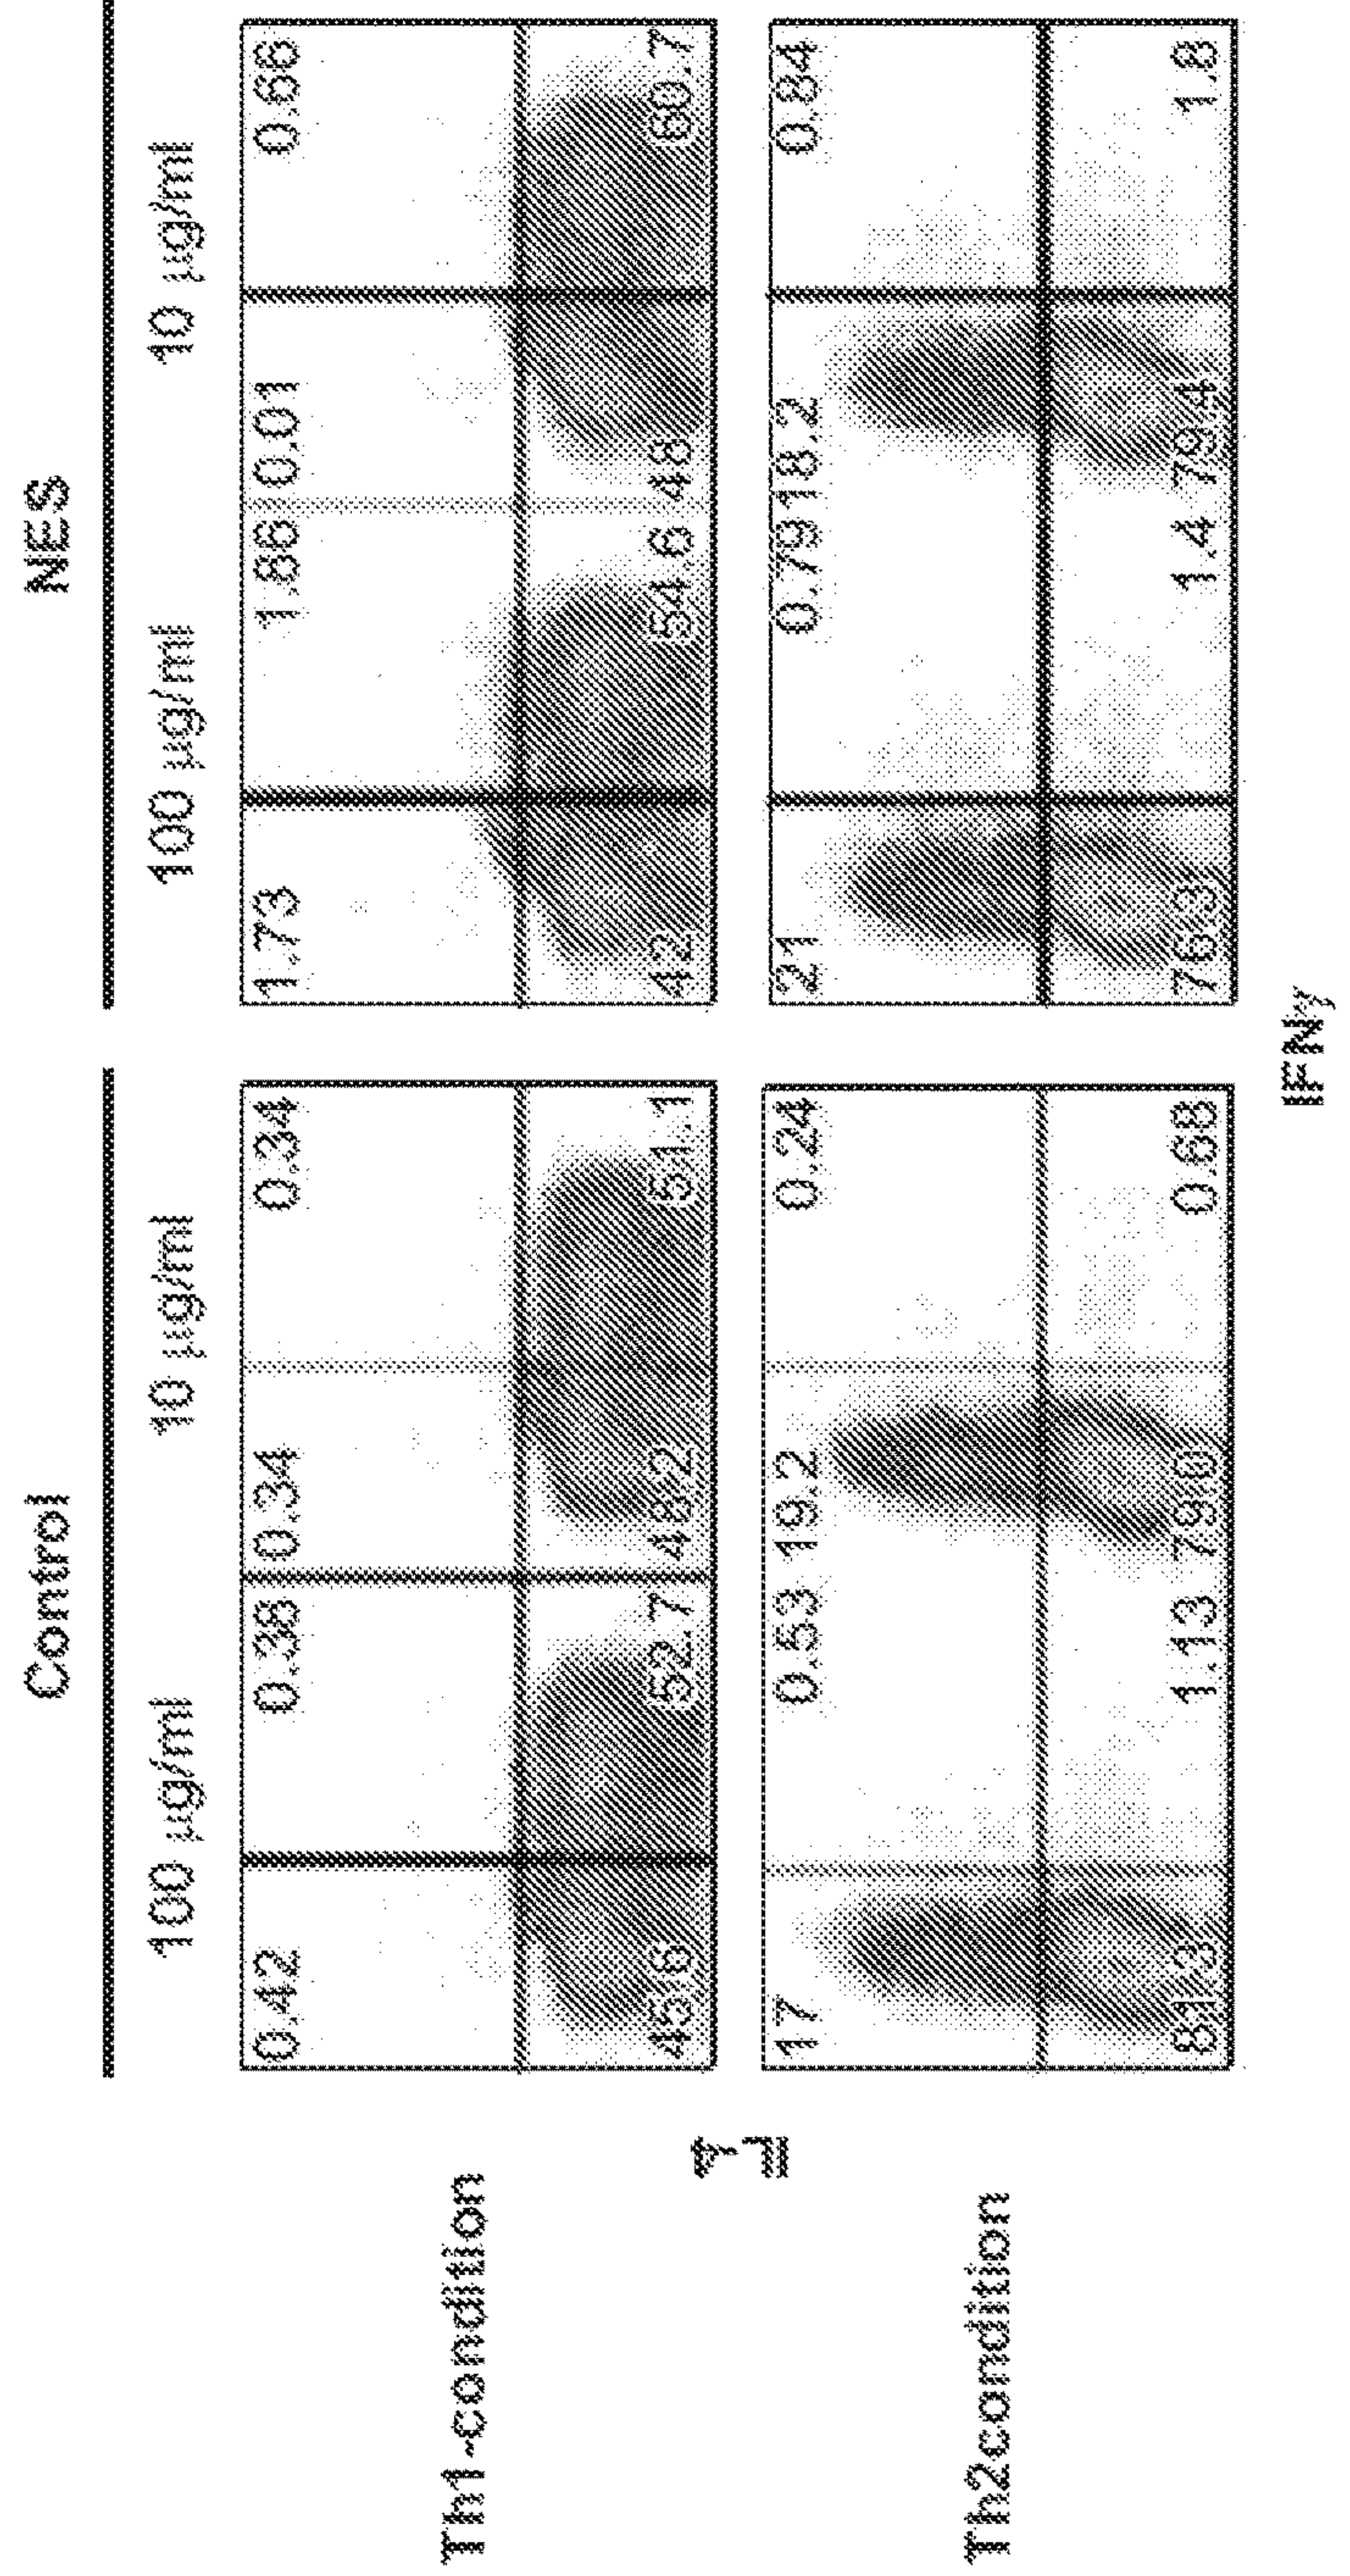 Control NES
100 µg/ml 10 µg/ml 100 µg/ml 10 µg/ml
Th1-condition
0.42 0.38 0.34 0.34 1.73 1.86 0.01 0.66
45.6 52.7 48.2 51.1 42 54.6 48 60.7
IL4
Th2condition
17 0.53 19.2 0.24 21 0.79 18.2 0.84
81.3 1.13 79.0 0.68 76.9 1.4 79.4 1.8
IFNγ